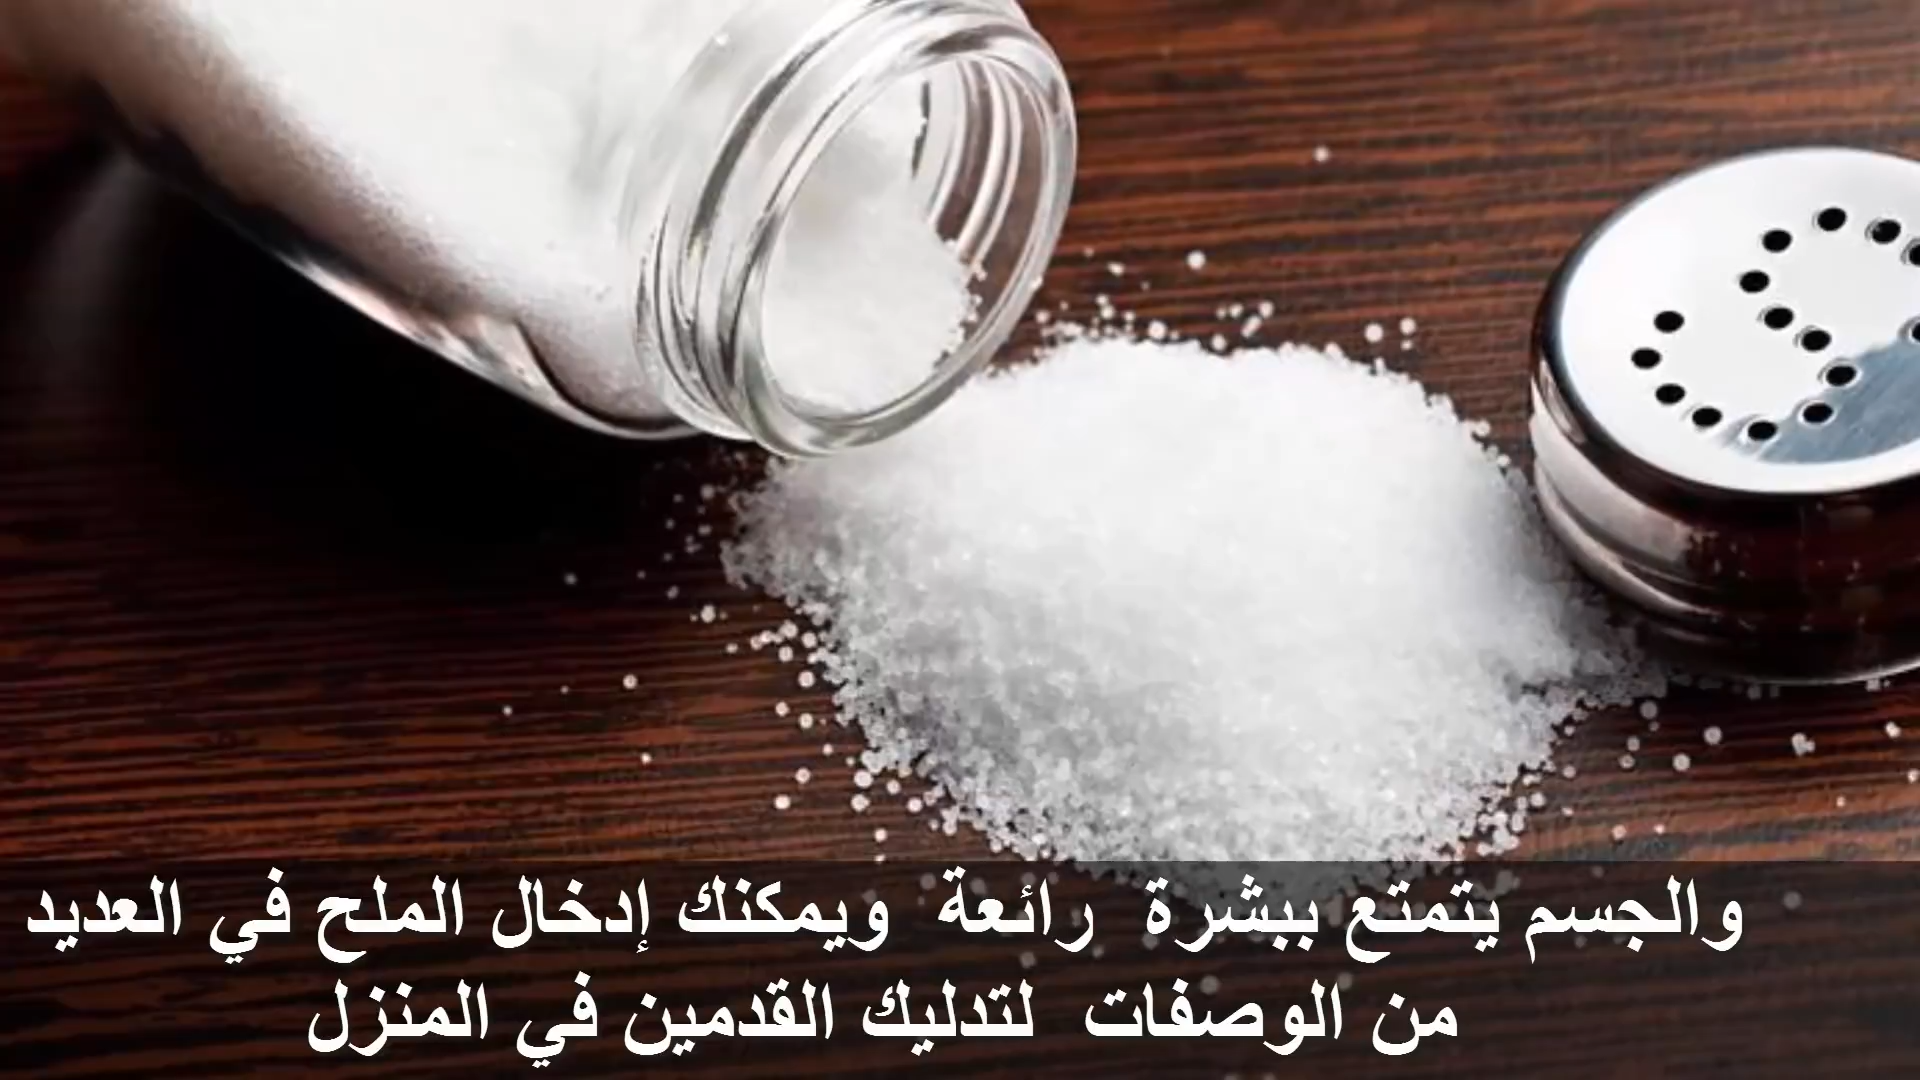 والجسم يتمتع ببشرة رائعة ويمكنك إدخال الملح في العديد
من الوصفات لتدليك القدمين في المنزل